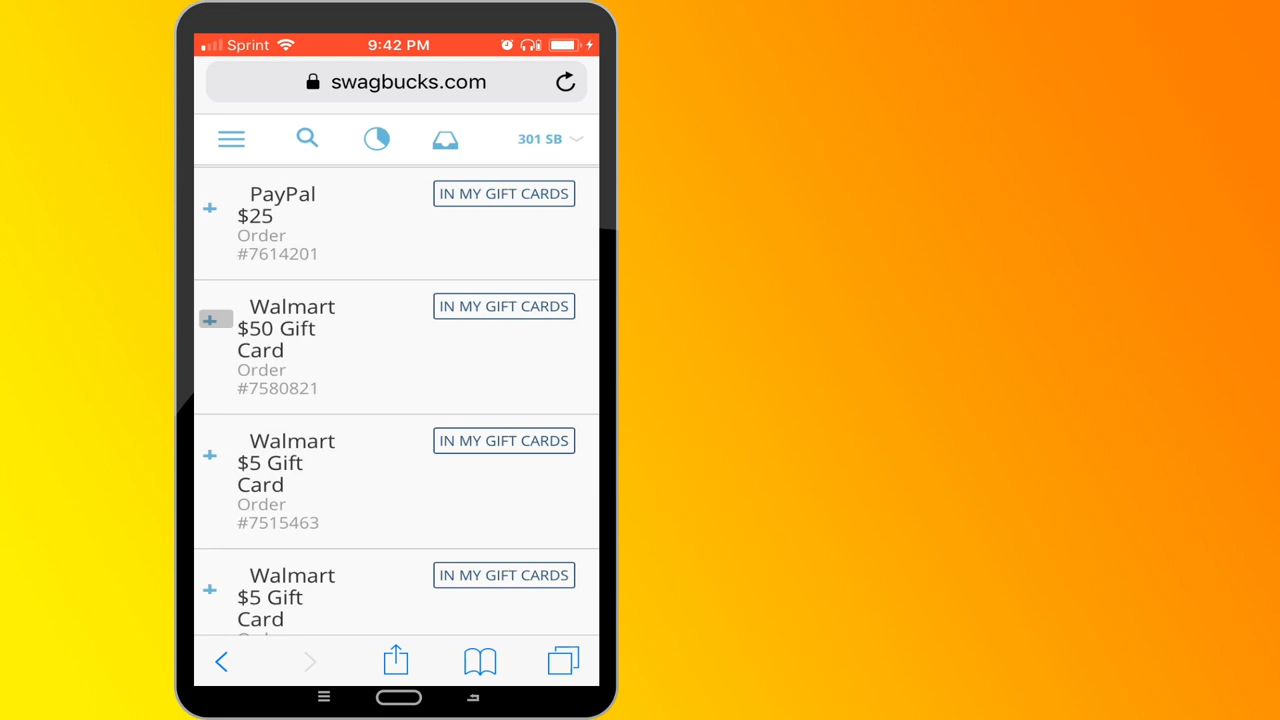 Sprint 9:42 PM
swagbucks.com
301 SB
PayPal IN MY GIFT CARDS
$25
Order
#7614201
Walmart IN MY GIFT CARDS
$50 Gift
Card
Order
#7580821
Walmart IN MY GIFT CARDS
$5 Gift
Card
Order
#7515463
Walmart IN MY GIFT CARDS
$5 Gift
Card